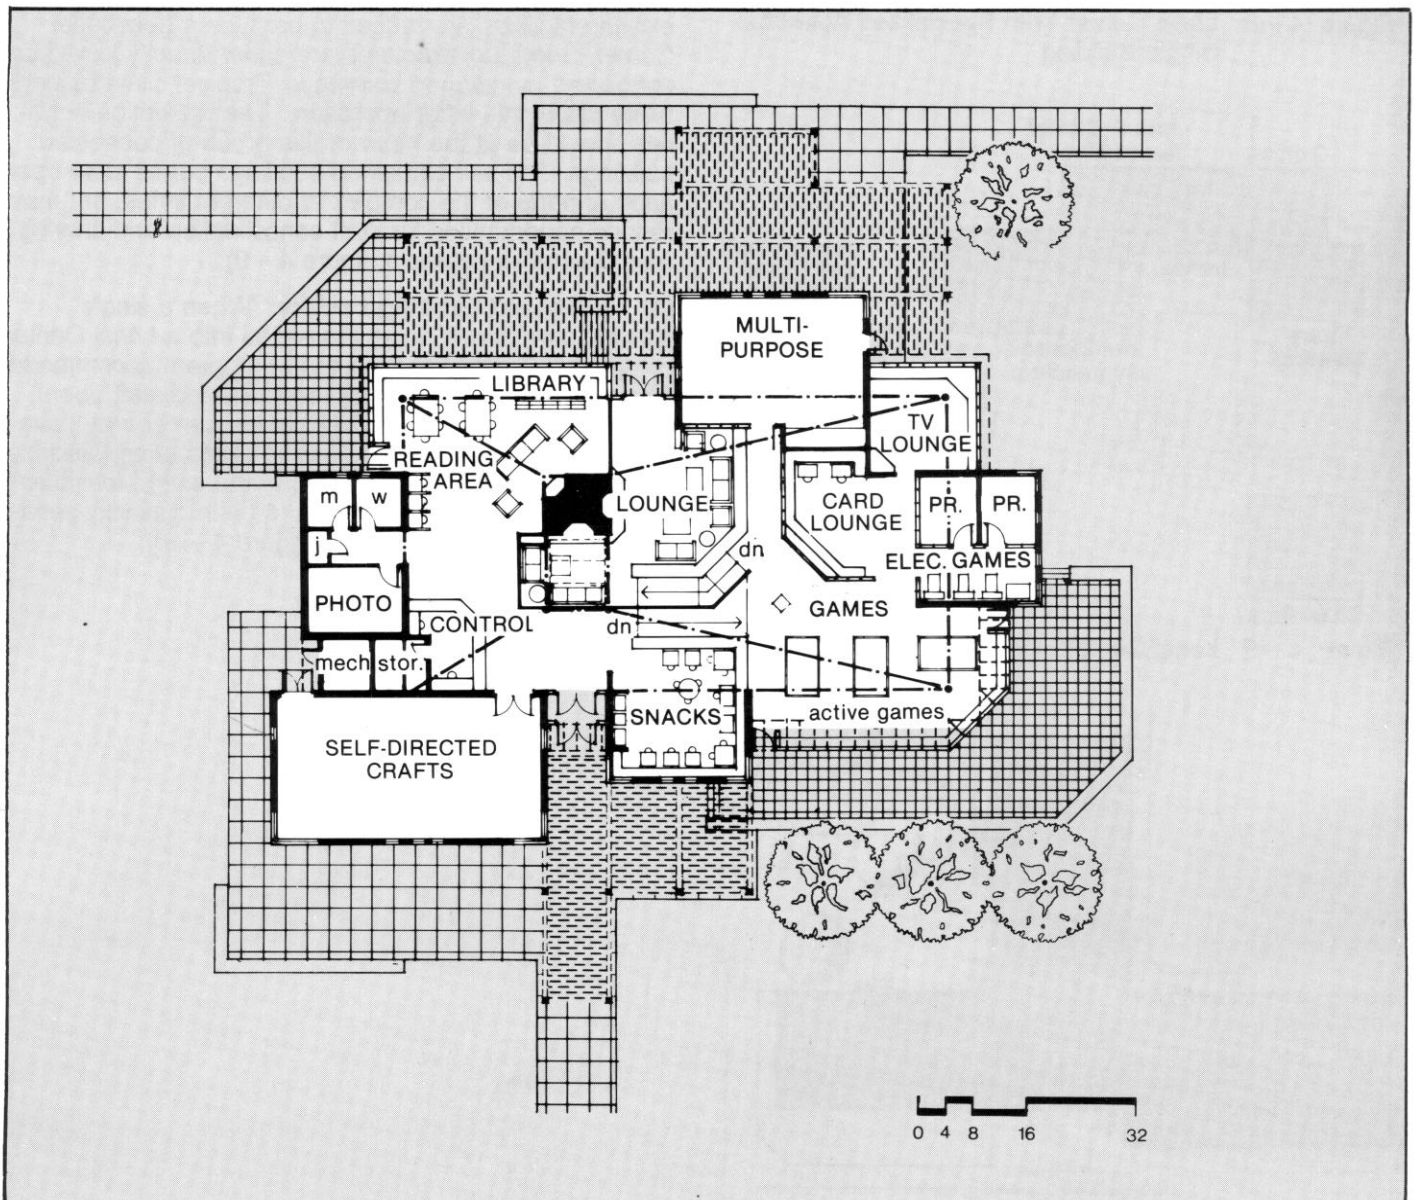 MULTI-
PURPOSE
LIBRARY
TV
LOUNGE
READING
AREA
m
w
LOUNGE
CARD
LOUNGE
PR.
PR.
j
dn
ELEC. GAMES
PHOTO
GAMES
CONTROL
dn
mech
stor.
SNACKS
active games
SELF-DIRECTED
CRAFTS
0 4 8 16 32